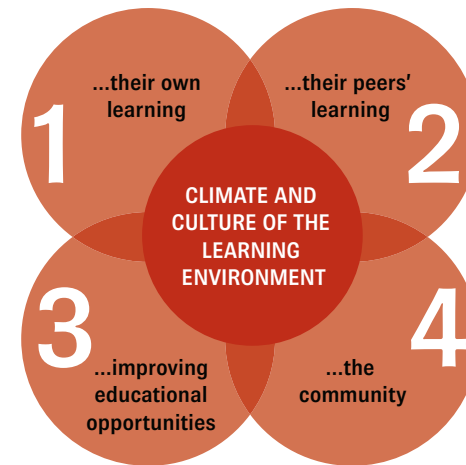 1
...their own
learning
...their peers’
learning
2
CLIMATE AND
CULTURE OF THE
LEARNING
ENVIRONMENT
3
...improving
educational
opportunities
4
...the
community